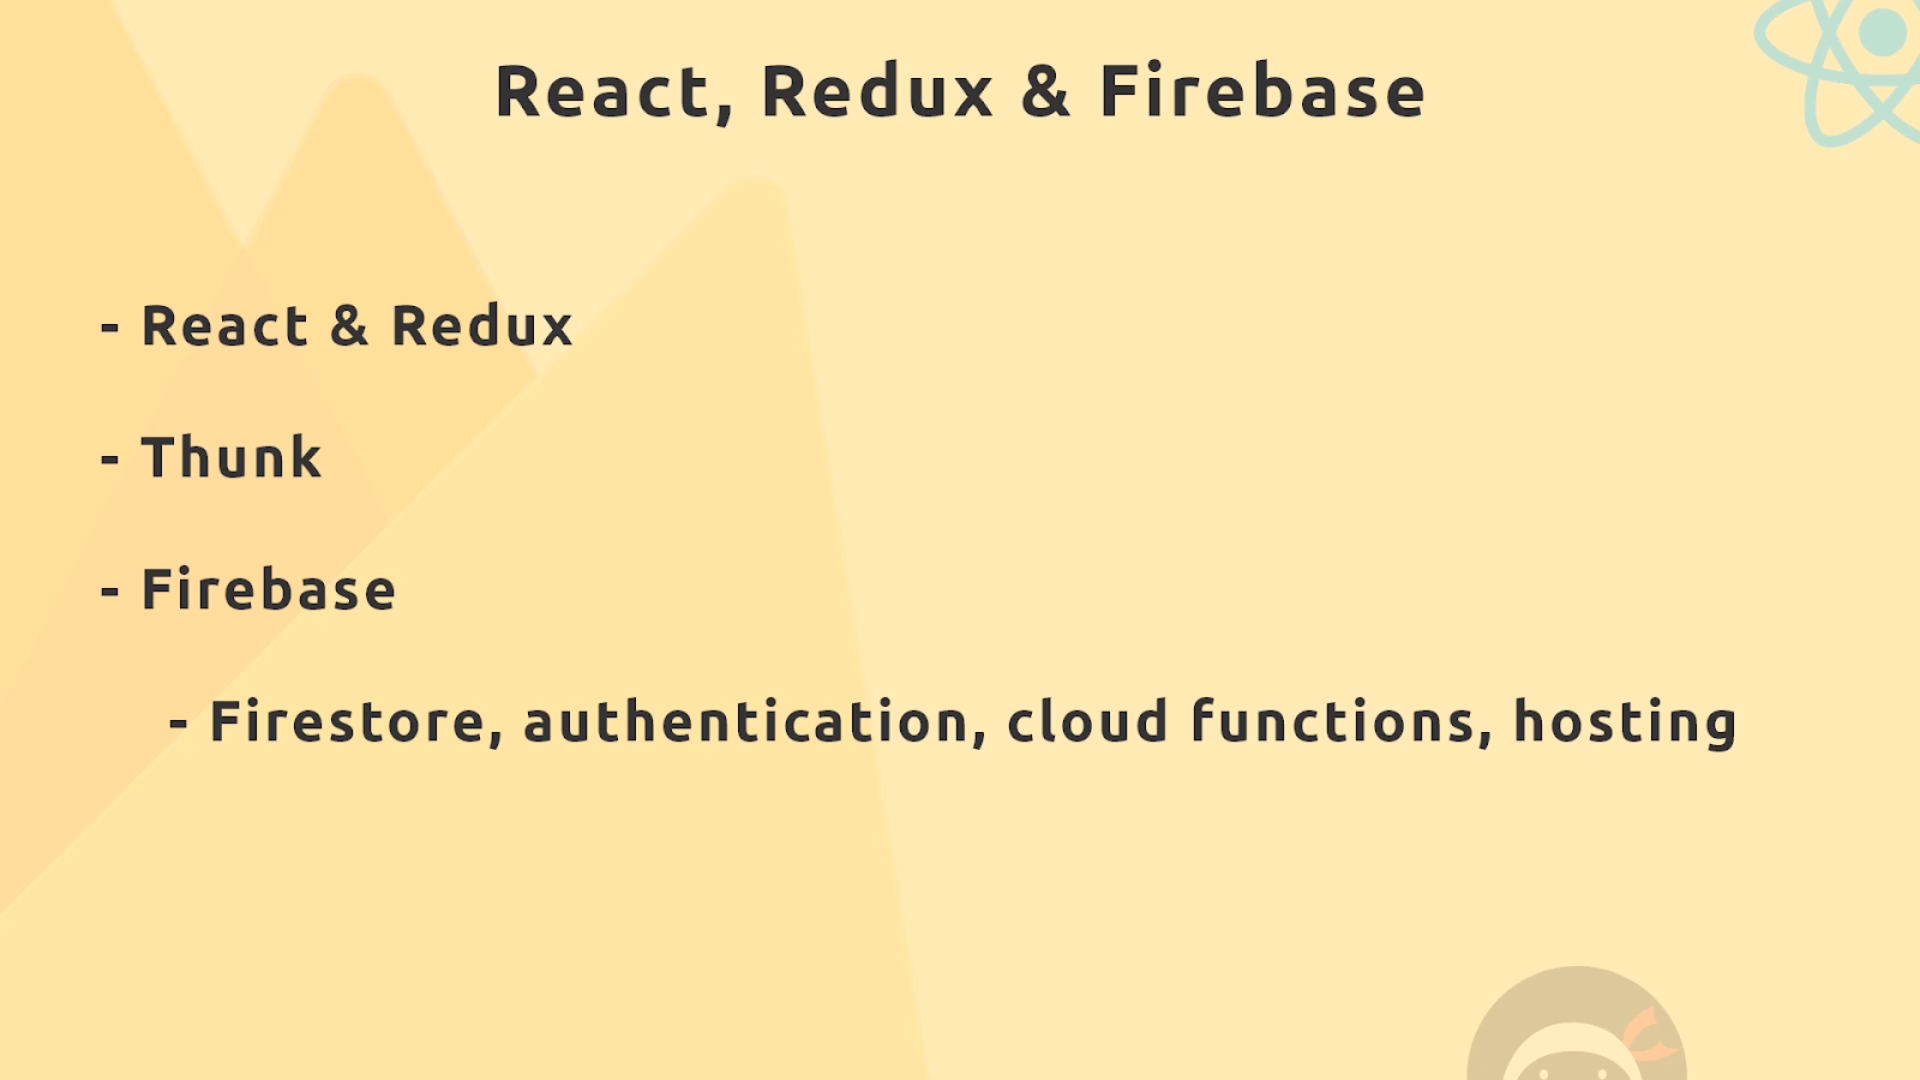 React, Redux & Firebase
- React & Redux
- Thunk
- Firebase
- Firestore, authentication, cloud functions, hosting